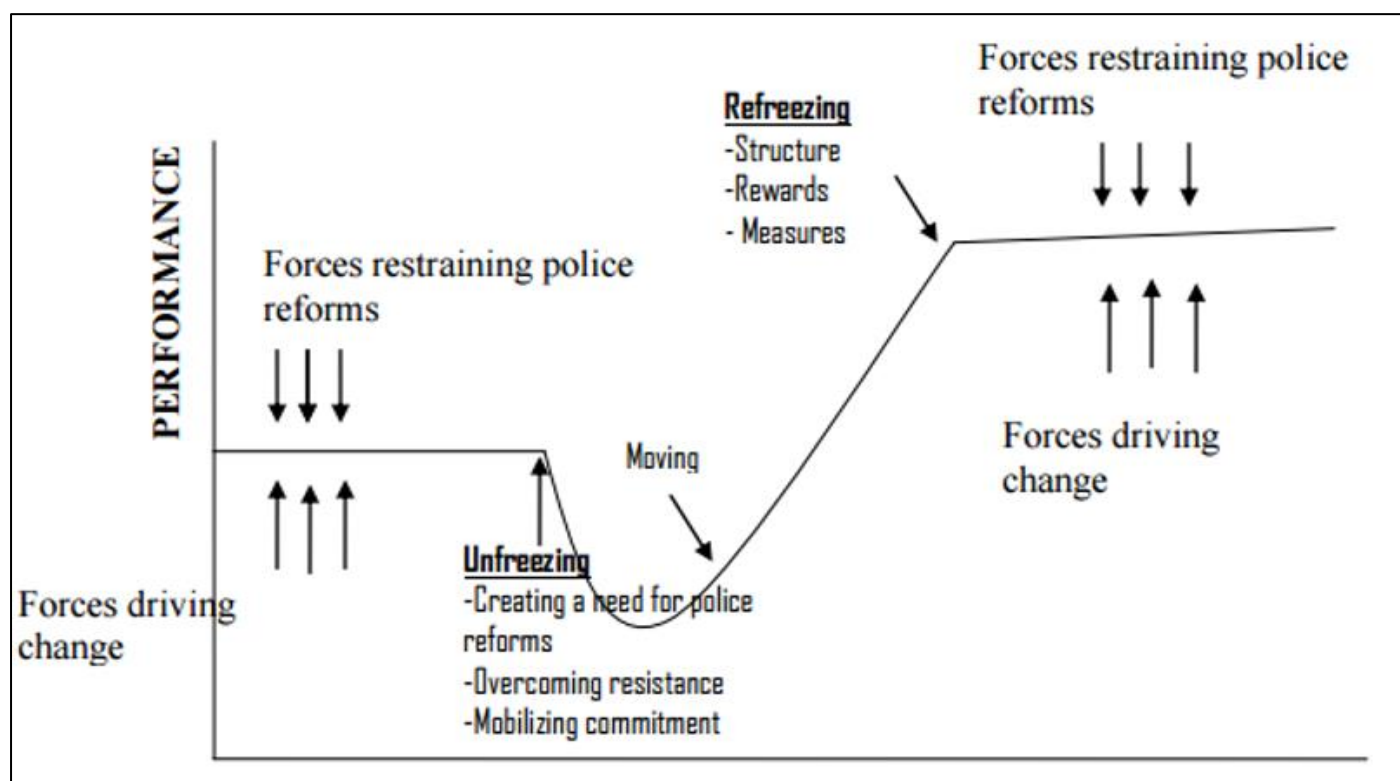 Forces restraining police
reforms
Refreezing
-Structure
-Rewards
- Measures
PERFORMANCE
Forces restraining police
reforms
Moving
Forces driving
change
Unfreezing
-Creating a need for police
reforms
-Overcoming resistance
-Mobilizing commitment
Forces driving
change